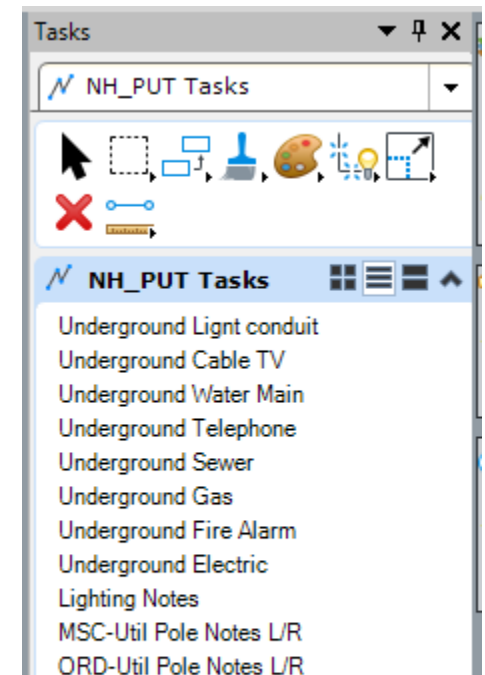 Tasks
NH_PUT Tasks
NH_PUT Tasks
Underground Lignt conduit
Underground Cable TV
Underground Water Main
Underground Telephone
Underground Sewer
Underground Gas
Underground Fire Alarm
Underground Electric
Lighting Notes
MSC-Util Pole Notes L/R
ORD-Util Pole Notes L/R